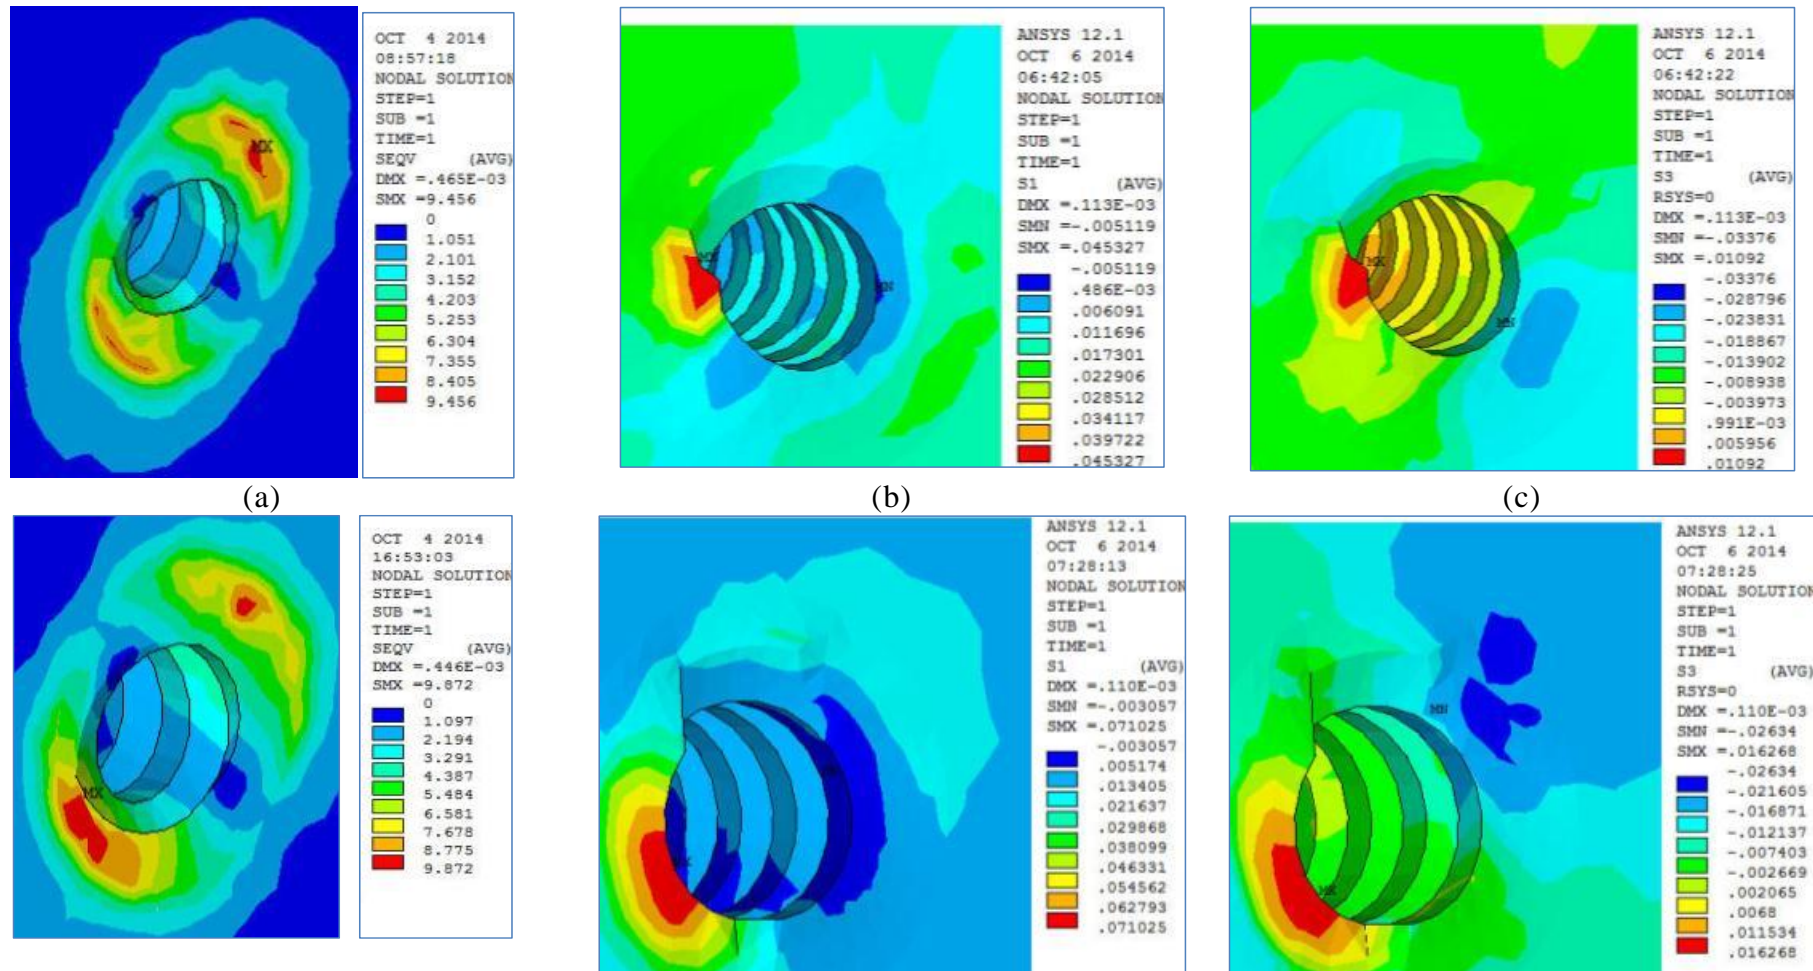 OCT 4 2014
08:57:18
NODAL SOLUTION
STEP=1
SUB =1
TIME=1
SEQV (AVG)
DMX =.465E-03
SMX =9.456
0
1.051
2.101
3.152
4.203
5.253
6.304
7.355
8.405
9.456
MX
ANSYS 12.1
OCT 6 2014
06:42:05
NODAL SOLUTION
STEP=1
SUB =1
TIME=1
S1 (AVG)
DMX =.113E-03
SMN =-.005119
SMX =.045327
-.005119
.486E-03
.006091
.011696
.017301
.022906
.028512
.034117
.039722
.045327
MX
MN
ANSYS 12.1
OCT 6 2014
06:42:22
NODAL SOLUTION
STEP=1
SUB =1
TIME=1
S3 (AVG)
RSYS=0
DMX =.113E-03
SMN =-.03376
SMX =.01092
-.03376
-.028796
-.023831
-.018867
-.013902
-.008938
-.003973
.991E-03
.005956
.01092
MX
MN
(a)
(b)
(c)
OCT 4 2014
16:53:03
NODAL SOLUTION
STEP=1
SUB =1
TIME=1
SEQV (AVG)
DMX =.446E-03
SMX =9.872
0
1.097
2.194
3.291
4.387
5.484
6.581
7.678
8.775
9.872
MX
ANSYS 12.1
OCT 6 2014
07:28:13
NODAL SOLUTION
STEP=1
SUB =1
TIME=1
S1 (AVG)
DMX =.110E-03
SMN =-.003057
SMX =.071025
-.003057
.005174
.013405
.021637
.029868
.038099
.046331
.054562
.062793
.071025
MX
MN
ANSYS 12.1
OCT 6 2014
07:28:25
NODAL SOLUTION
STEP=1
SUB =1
TIME=1
S3 (AVG)
RSYS=0
DMX =.110E-03
SMN =-.02634
SMX =.016268
-.02634
-.021605
-.016871
-.012137
-.007403
-.002669
.002065
.0068
.011534
.016268
MN
MX